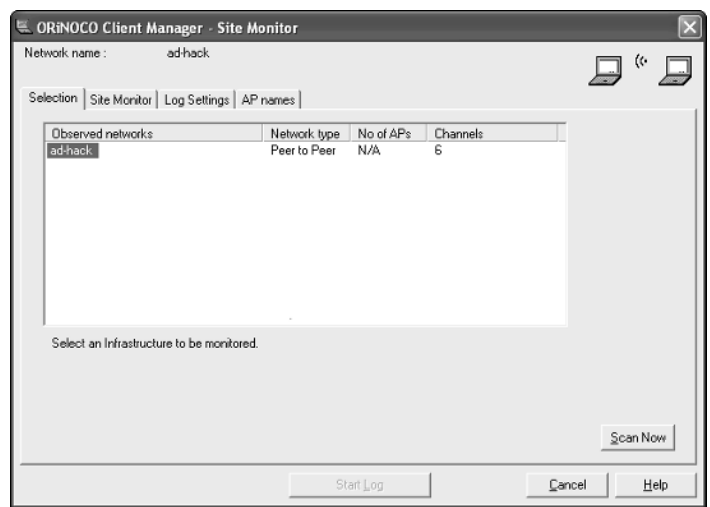 ORiNOCO Client Manager - Site Monitor
Network name : ad-hack
Selection Site Monitor Log Settings AP names
Observed networks Network type No of APs Channels
ad-hack Peer to Peer N/A 6
Select an Infrastructure to be monitored.
Scan Now
Start Log Cancel Help